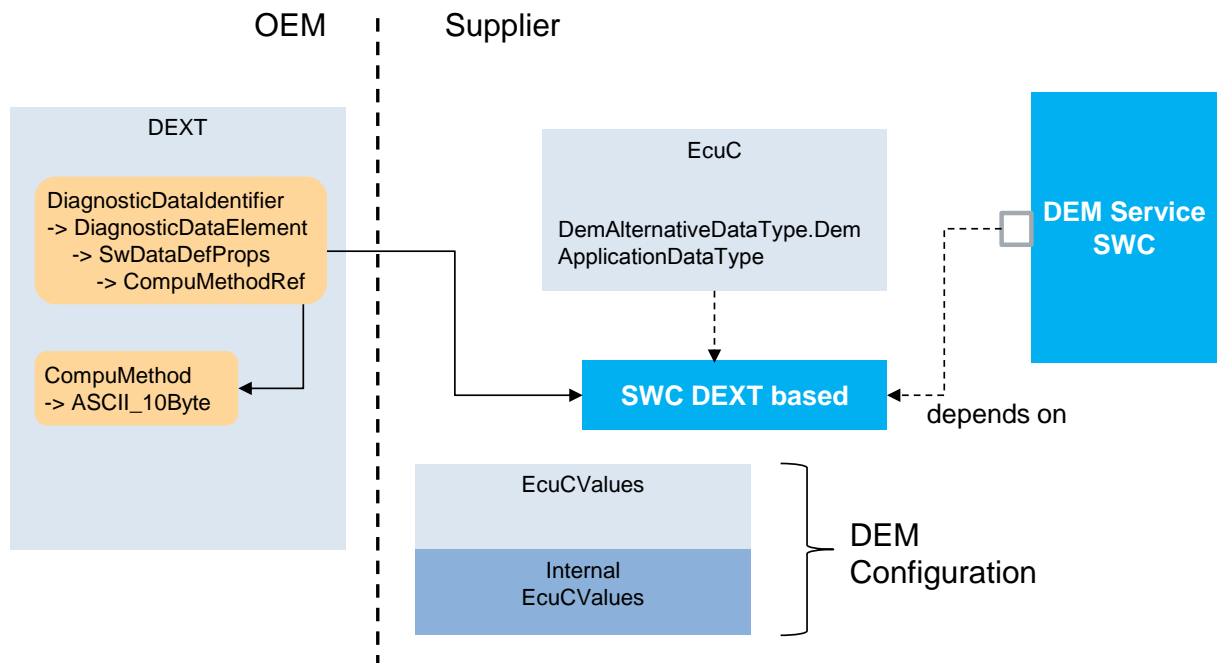 OEM
Supplier
DEXT
DiagnosticDataIdentifier
-> DiagnosticDataElement
-> SwDataDefProps
-> CompuMethodRef
CompuMethod
-> ASCII_10Byte
EcuC
DemAlternativeDataType.Dem
ApplicationDataType
DEM Service
SWC
SWC DEXT based
depends on
EcuCValues
Internal
EcuCValues
DEM
Configuration